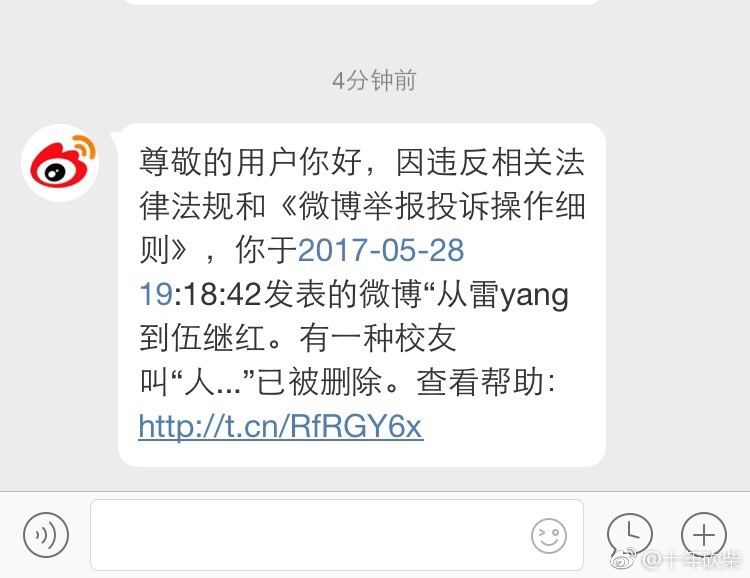 4分钟前
尊敬的用户你好，因违反相关法
律法规和《微博举报投诉操作细
则》，你于2017-05-28
19:18:42发表的微博“从雷yang
到伍继红。有一种校友
叫“人...”已被删除。查看帮助：
http://t.cn/RfRGY6x
@十年砍柴